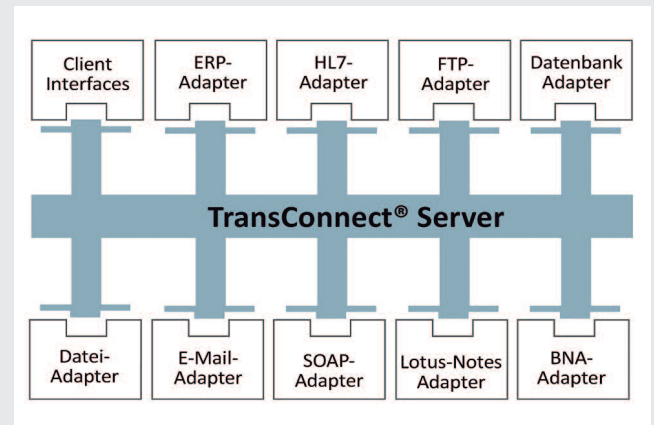 Client
Interfaces
ERP-
Adapter
HL7-
Adapter
FTP-
Adapter
Datenbank
Adapter
TransConnect® Server
Datei-
Adapter
E-Mail-
Adapter
SOAP-
Adapter
Lotus-Notes
Adapter
BNA-
Adapter